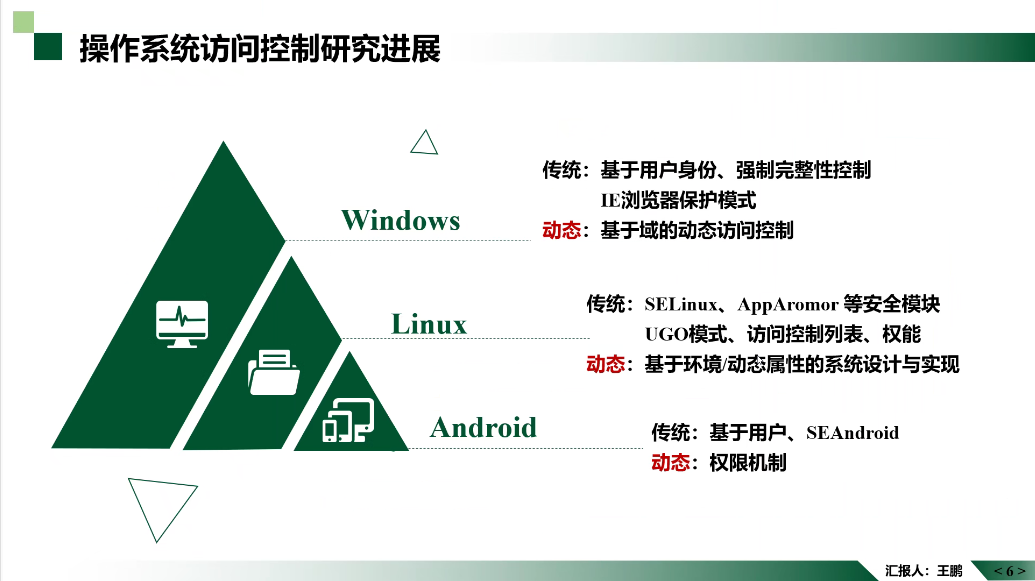 操作系统访问控制研究进展
Windows
传统：基于用户身份、强制完整性控制
IE浏览器保护模式
动态：基于域的动态访问控制
Linux
传统：SELinux、AppAromor 等安全模块
UGO模式、访问控制列表、权能
动态：基于环境/动态属性的系统设计与实现
Android
传统：基于用户、SEAndroid
动态：权限机制
汇报人：王鹏
< 6 >